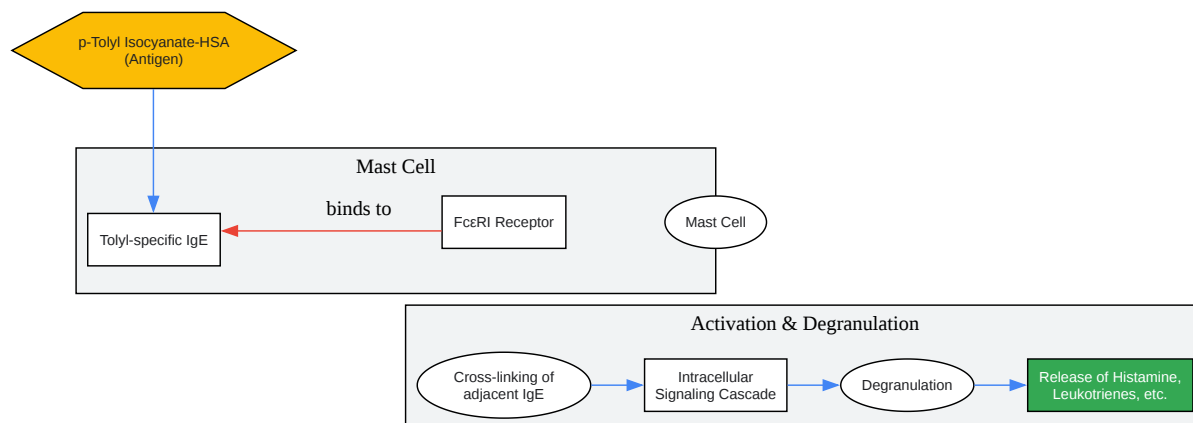 p-Tolyl Isocyanate-HSA
(Antigen)
Mast Cell
binds to
FcεRI Receptor
Mast Cell
Tolyl-specific IgE
Activation & Degranulation
Cross-linking of
adjacent IgE
Intracellular
Signaling Cascade
Degranulation
Release of Histamine,
Leukotrienes, etc.